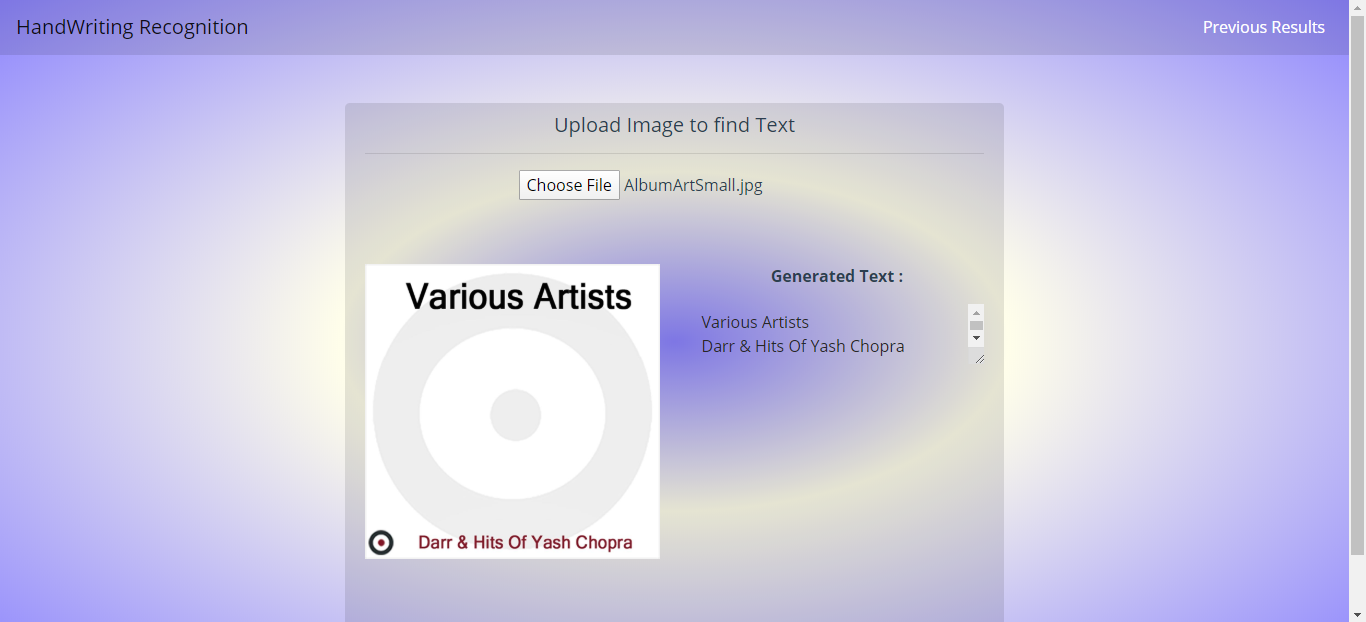 HandWriting Recognition
Previous Results
Upload Image to find Text
Choose File AlbumArtSmall.jpg
Various Artists
Darr & Hits Of Yash Chopra
Generated Text :
Various Artists
Darr & Hits Of Yash Chopra